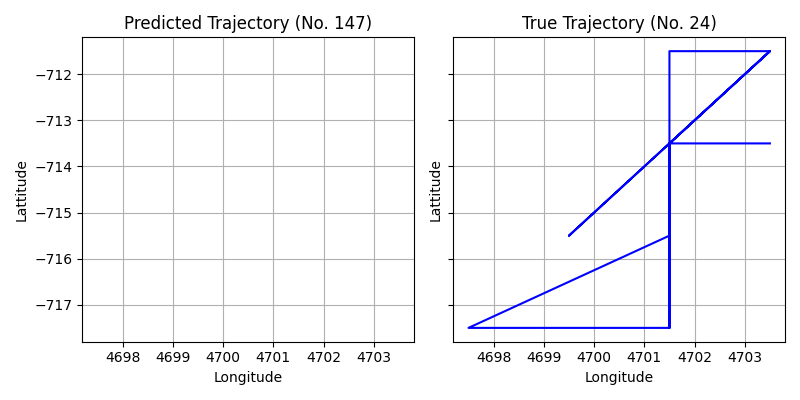 Predicted Trajectory (No. 147)
True Trajectory (No. 24)
−712
−713
−714
−715
−716
−717
Lattitude
Lattitude
4698 4699 4700 4701 4702 4703
4698 4699 4700 4701 4702 4703
Longitude
Longitude